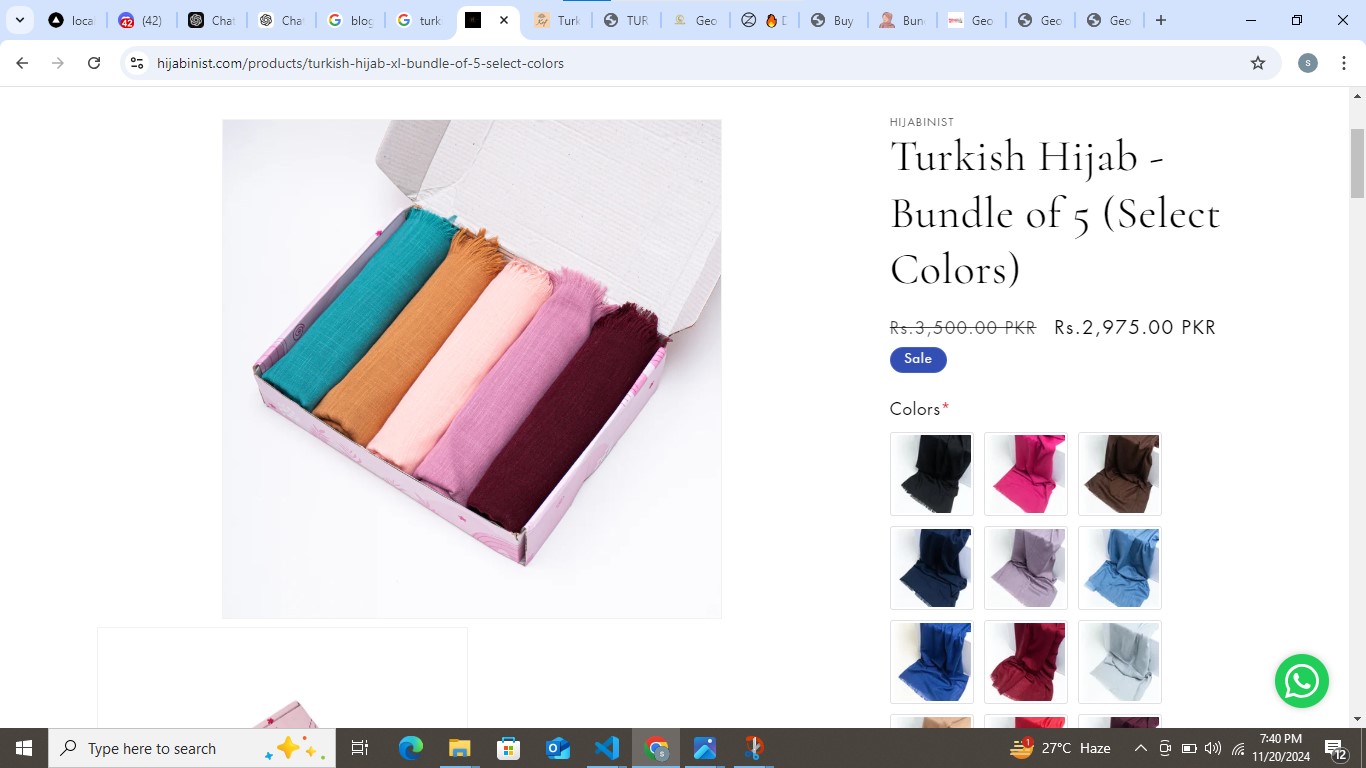 loca
42
(42)
Chat
Chat
blog
turk
Turk
TUR
Geo
D
Buy
Bun
Geo
Geo
Geo
hijabinist.com/products/turkish-hijab-xl-bundle-of-5-select-colors
s
HIJABINIST
Turkish Hijab -
Bundle of 5 (Select
Colors)
Rs.3,500.00 PKR Rs.2,975.00 PKR
Sale
Colors*
Type here to search
1
27°C Haze
7:40 PM
11/20/2024
12